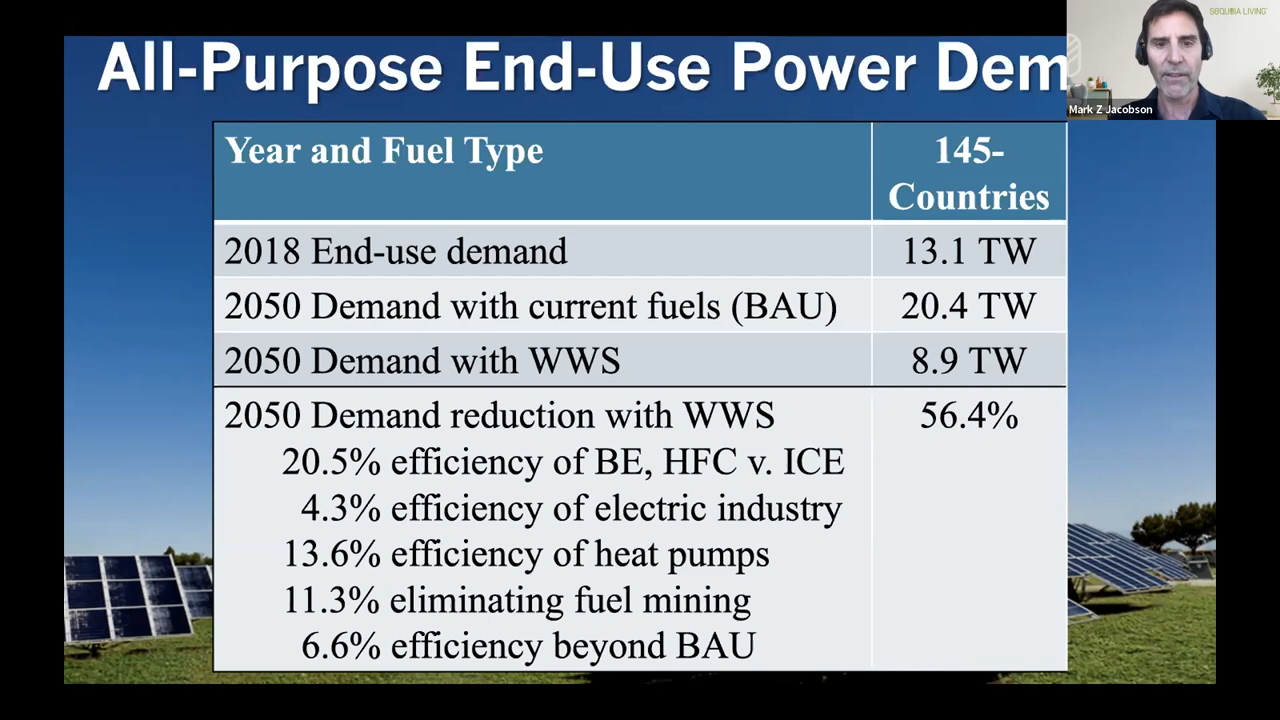 All-Purpose End-Use Power Dem
SEQUOIA LIVING
Mark Z Jacobson
Year and Fuel Type
145-
Countries
2018 End-use demand
13.1 TW
2050 Demand with current fuels (BAU)
20.4 TW
2050 Demand with WWS
8.9 TW
2050 Demand reduction with WWS
56.4%
20.5% efficiency of BE, HFC v. ICE
4.3% efficiency of electric industry
13.6% efficiency of heat pumps
11.3% eliminating fuel mining
6.6% efficiency beyond BAU